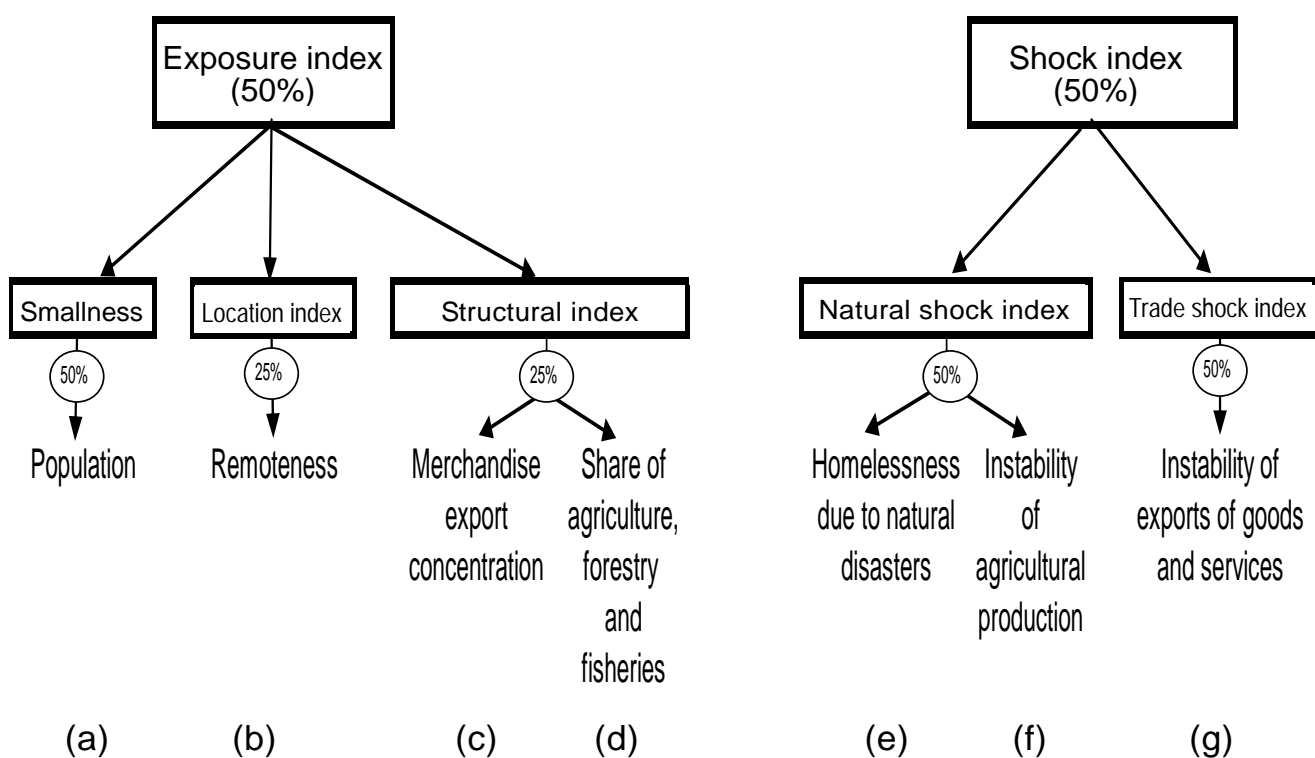 Exposure index
(50%)
Shock index
(50%)
Smallness
Location index
Structural index
Natural shock index
Trade shock index
50%
25%
25%
50%
50%
Population
Remoteness
Merchandise
export
concentration
Share of
agriculture,
forestry
and
fisheries
Homelessness
due to natural
disasters
Instability
of
agricultural
production
Instability of
exports of goods
and services
(a)
(b)
(c)
(d)
(e)
(f)
(g)